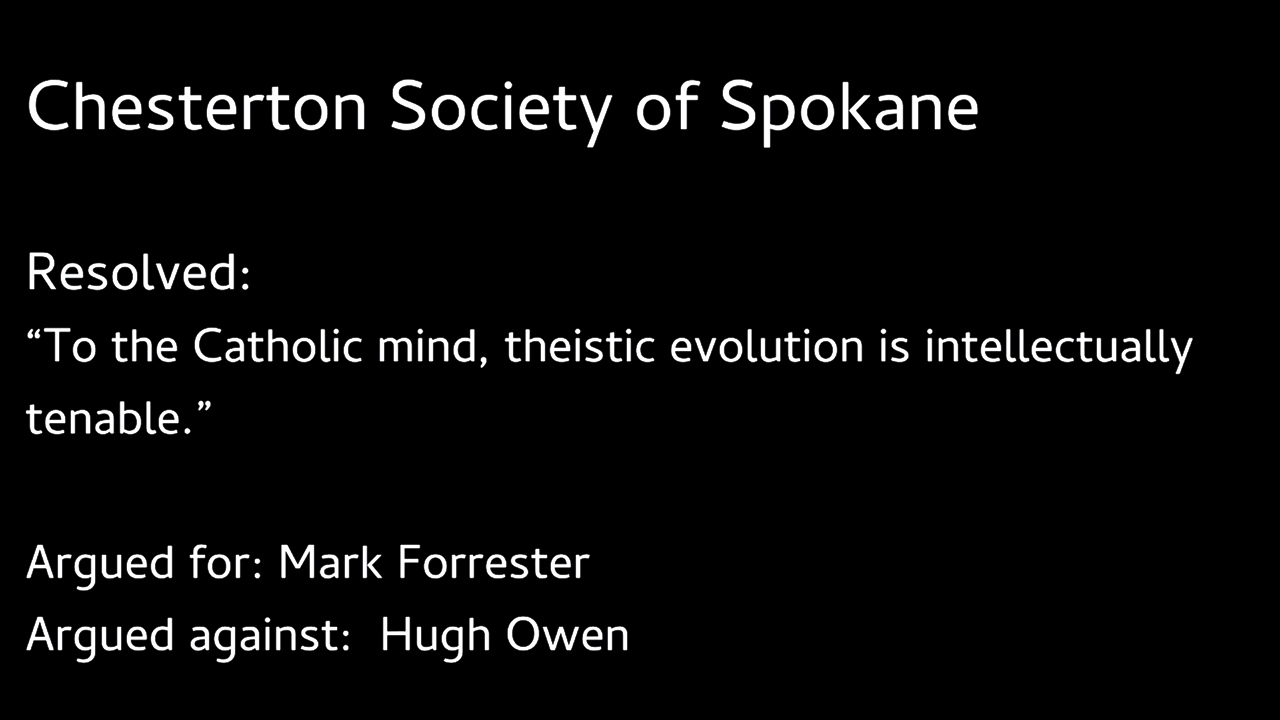 Chesterton Society of Spokane
Resolved:
“To the Catholic mind, theistic evolution is intellectually
tenable.”
Argued for: Mark Forrester
Argued against:  Hugh Owen